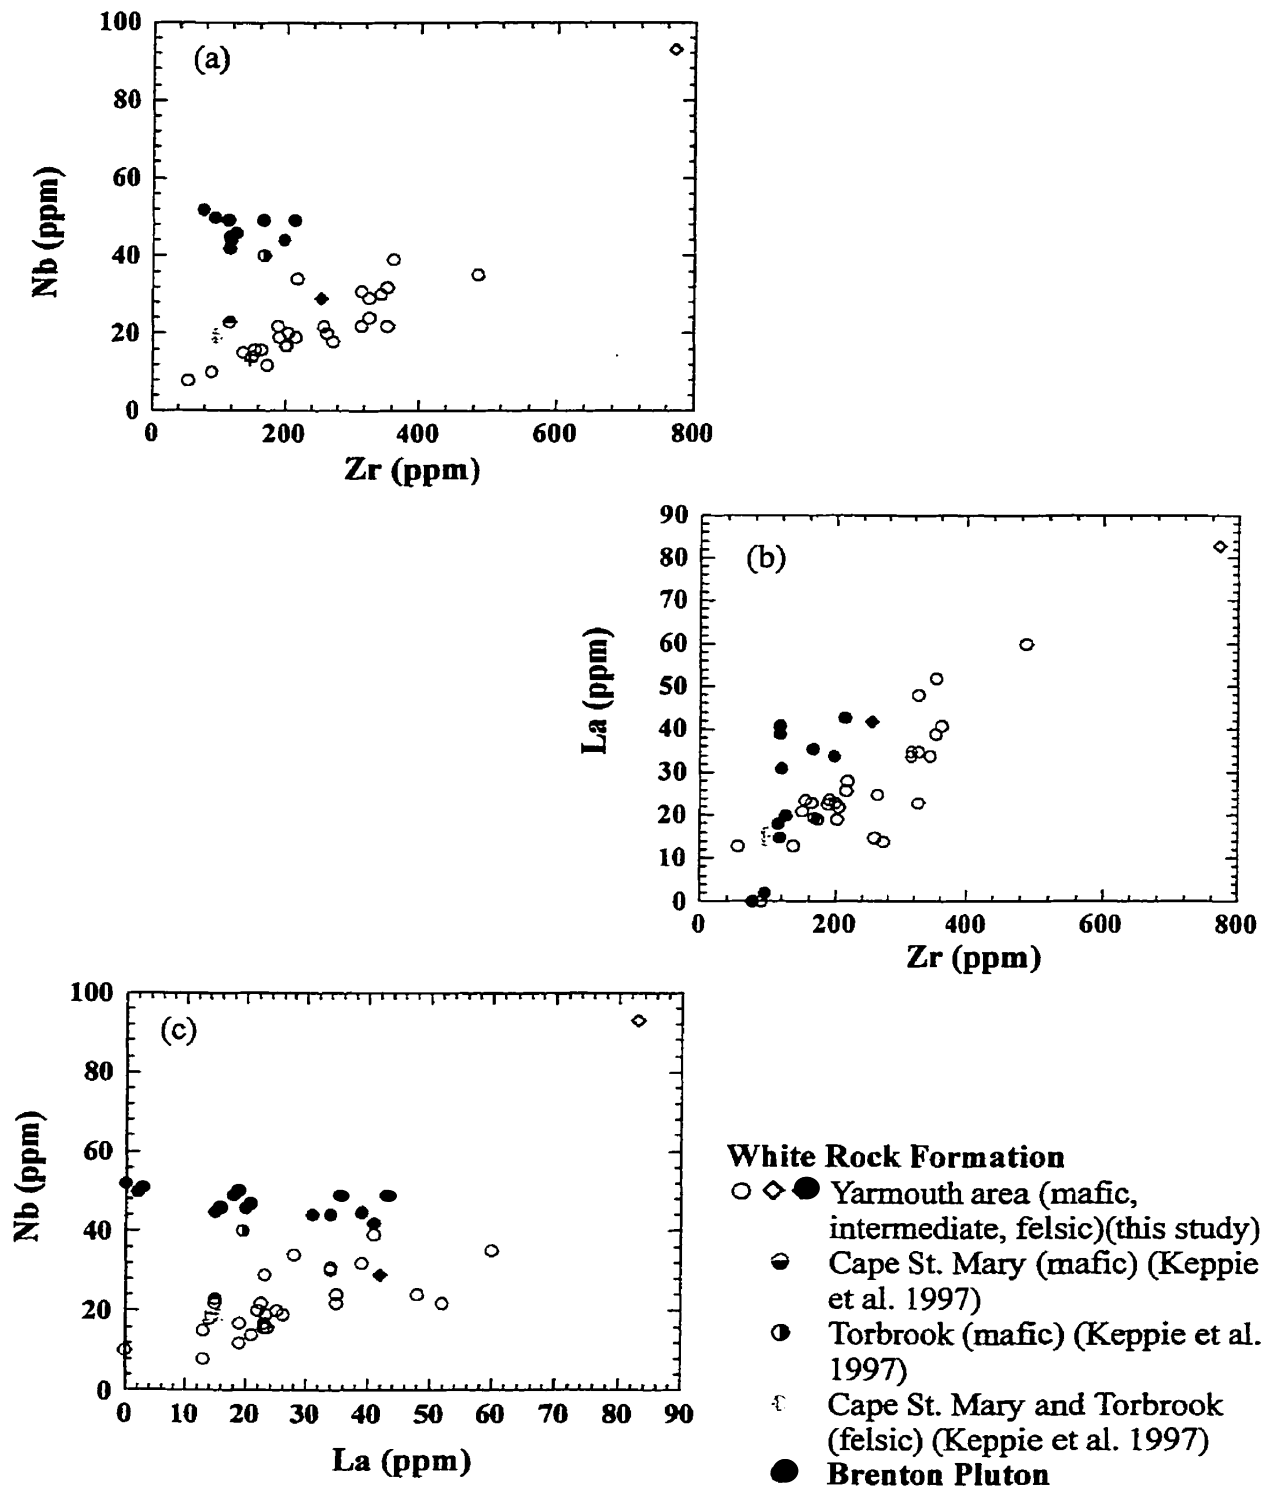 100
(a)
80
60
40
20
0
Nb (ppm)
0 200 400 600 800
Zr (ppm)
90
(b)
80
70
60
50
40
30
20
10
0
La (ppm)
0 200 400 600 800
Zr (ppm)
100
(c)
80
60
40
20
0
Nb (ppm)
0 10 20 30 40 50 60 70 80 90
La (ppm)
White Rock Formation
Yarmouth area (mafic,
intermediate, felsic)(this study)
Cape St. Mary (mafic) (Keppie
et al. 1997)
Torbrook (mafic) (Keppie et al.
1997)
Cape St. Mary and Torbrook
(felsic) (Keppie et al. 1997)
Brenton Pluton